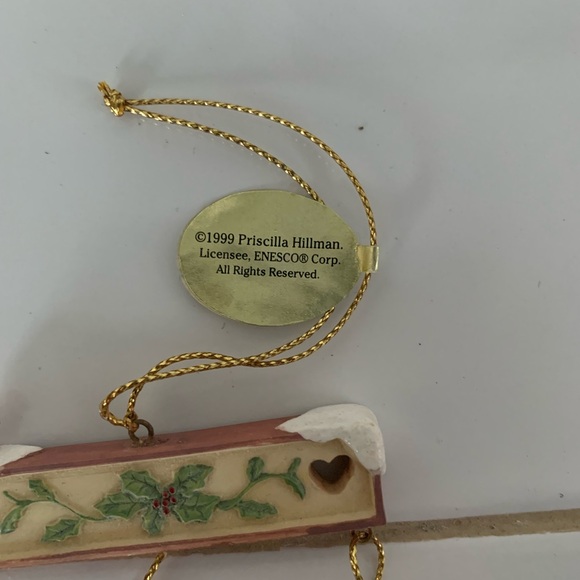 ©1999 Priscilla Hillman.
Licensee, ENESCO® Corp.
All Rights Reserved.